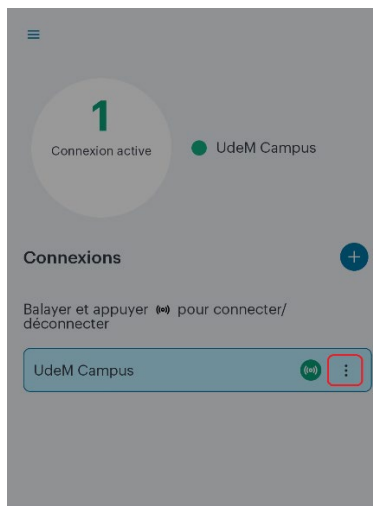 1
Connexion active
UdeM Campus
Connexions
Balayer et appuyer pour connecter/
déconnecter
UdeM Campus